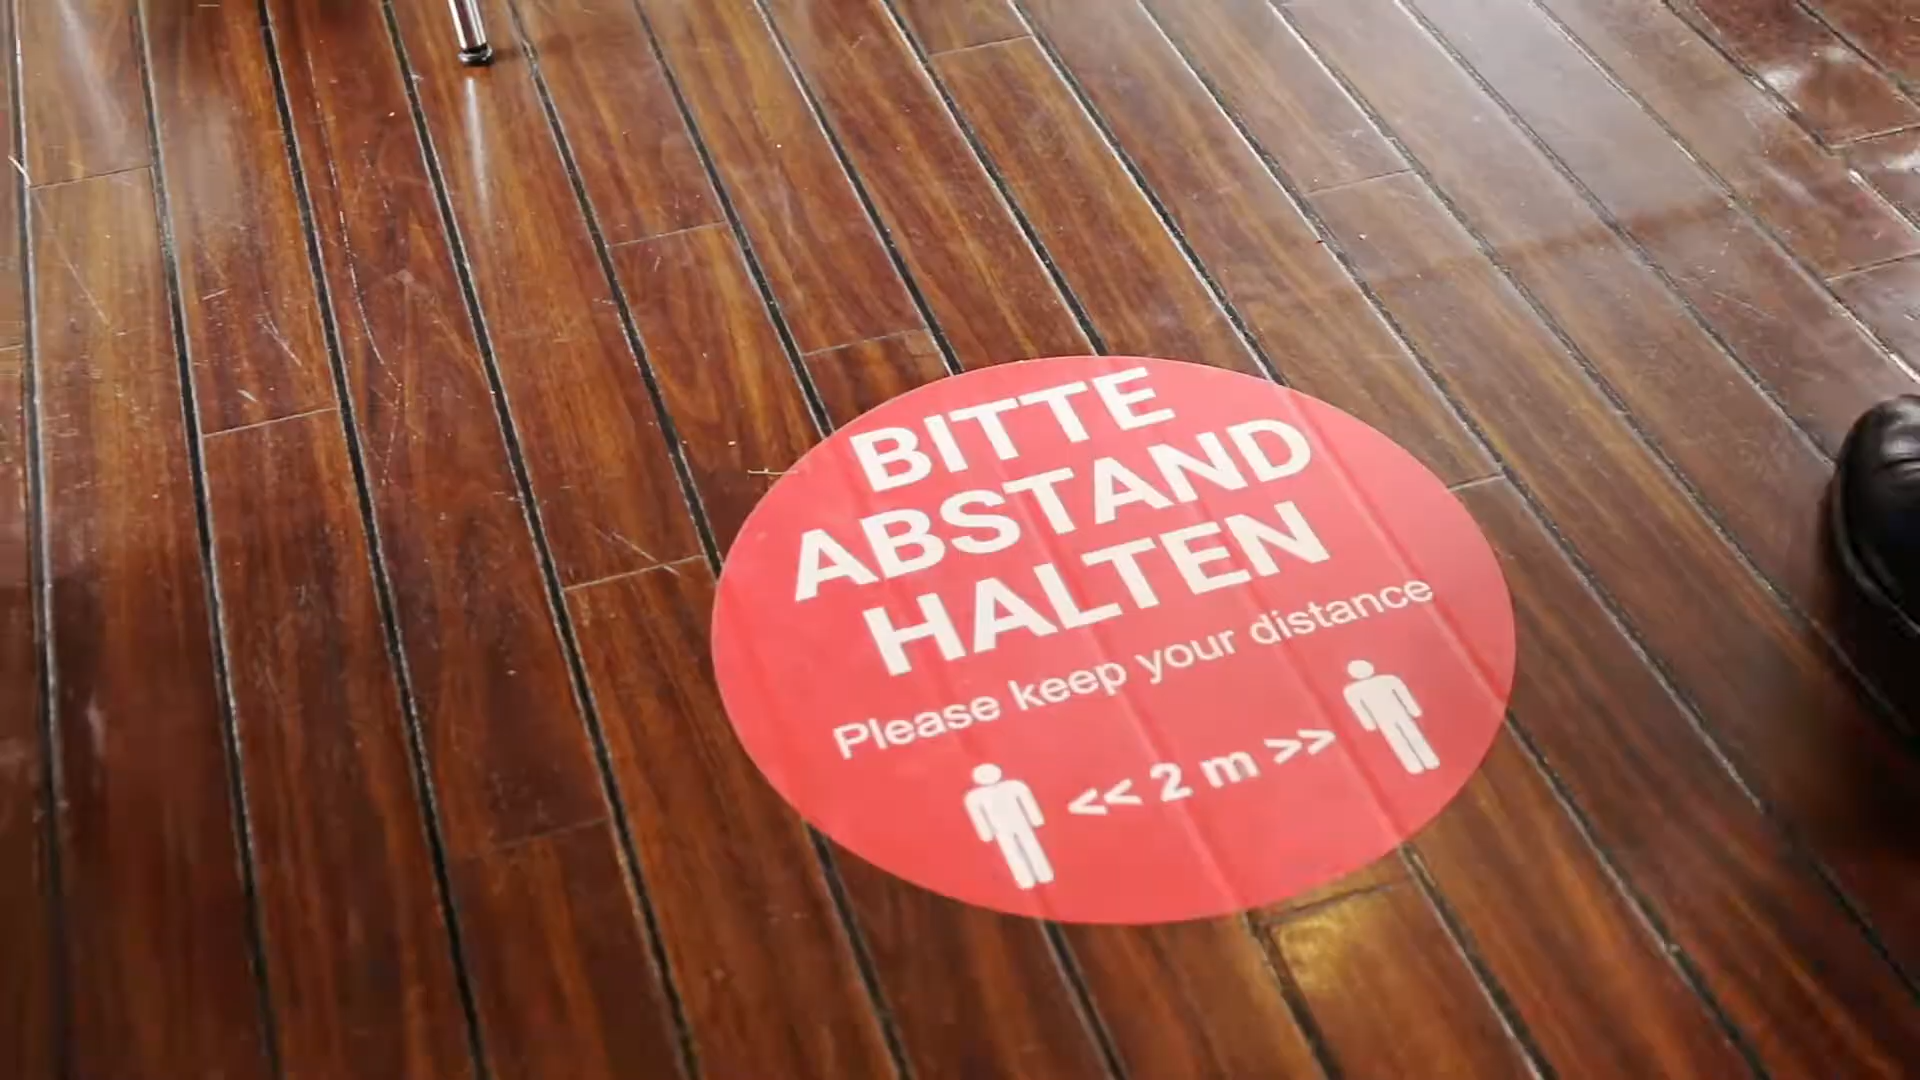 BITTE
ABSTAND
HALTEN
Please keep your distance
<< 2 m >>